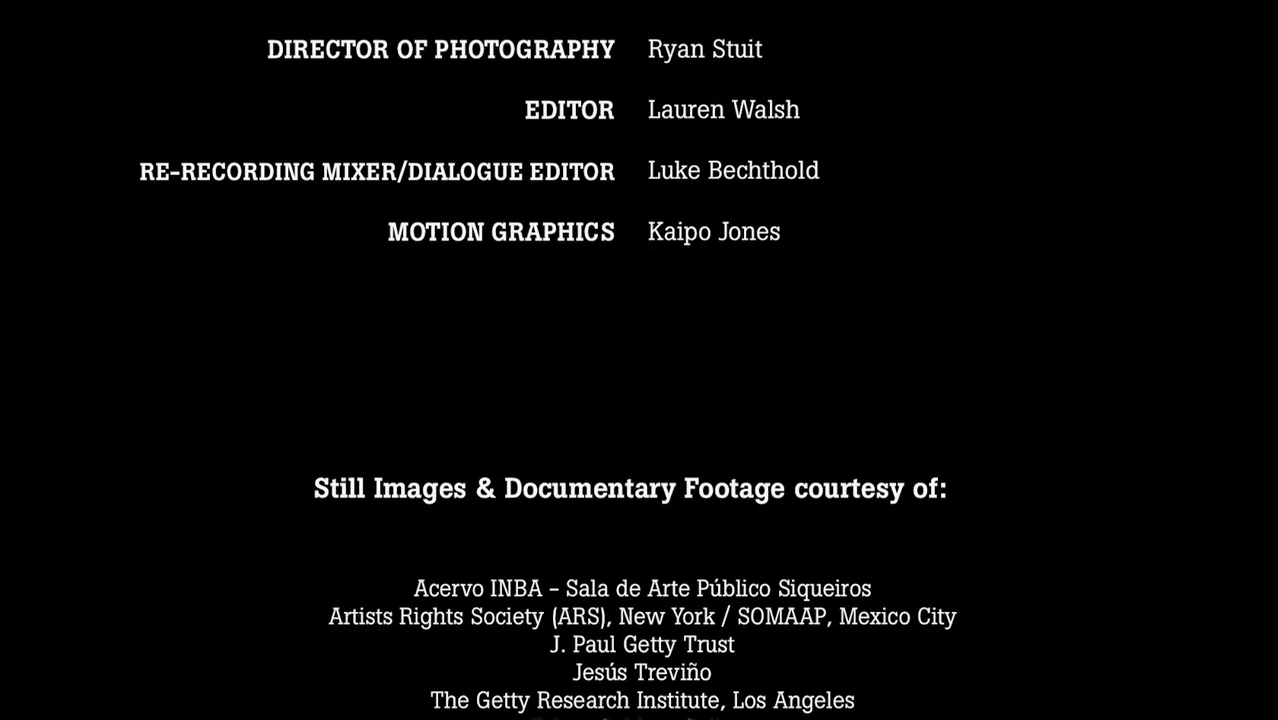 DIRECTOR OF PHOTOGRAPHY Ryan Stuit
EDITOR Lauren Walsh
RE-RECORDING MIXER/DIALOGUE EDITOR Luke Bechthold
MOTION GRAPHICS Kaipo Jones
Still Images & Documentary Footage courtesy of:
Acervo INBA – Sala de Arte Público Siqueiros
Artists Rights Society (ARS), New York / SOMAAP, Mexico City
J. Paul Getty Trust
Jesús Treviño
The Getty Research Institute, Los Angeles